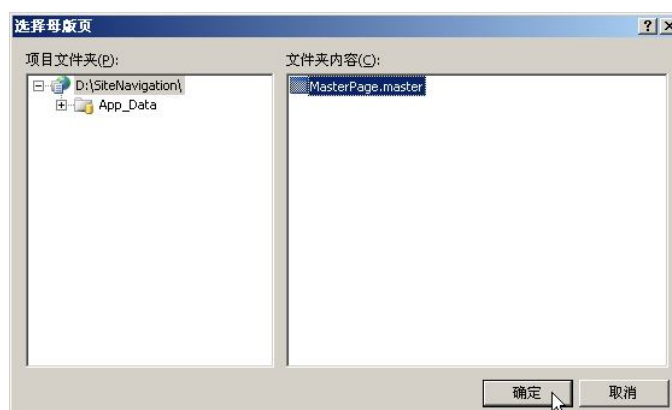 选择母版页
项目文件夹(P):
文件夹内容(C):
D:\SiteNavigation\
App_Data
MasterPage.master
确定
取消